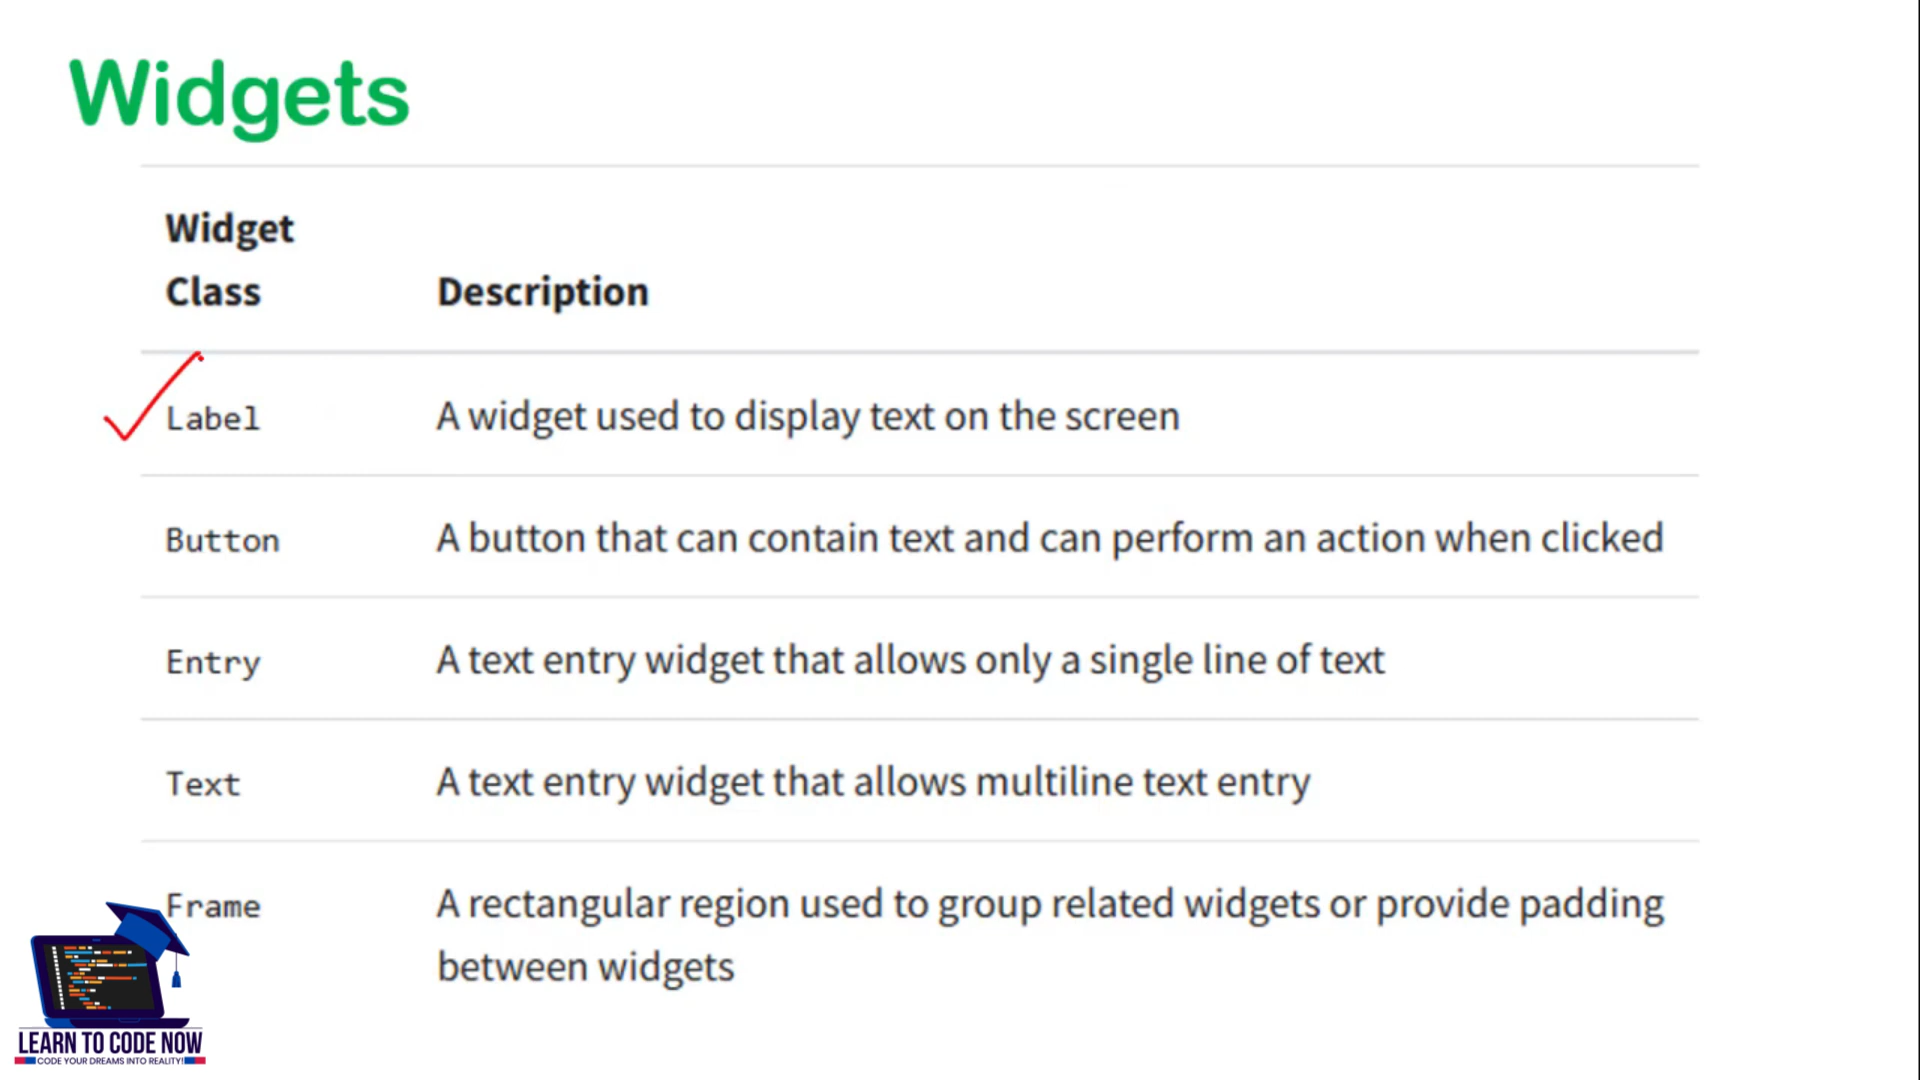 Widgets
Widget
Class Description
Label A widget used to display text on the screen
Button A button that can contain text and can perform an action when clicked
Entry A text entry widget that allows only a single line of text
Text A text entry widget that allows multiline text entry
Frame A rectangular region used to group related widgets or provide padding
between widgets
LEARN TO CODE NOW
CODE YOUR DREAMS INTO REALITY!